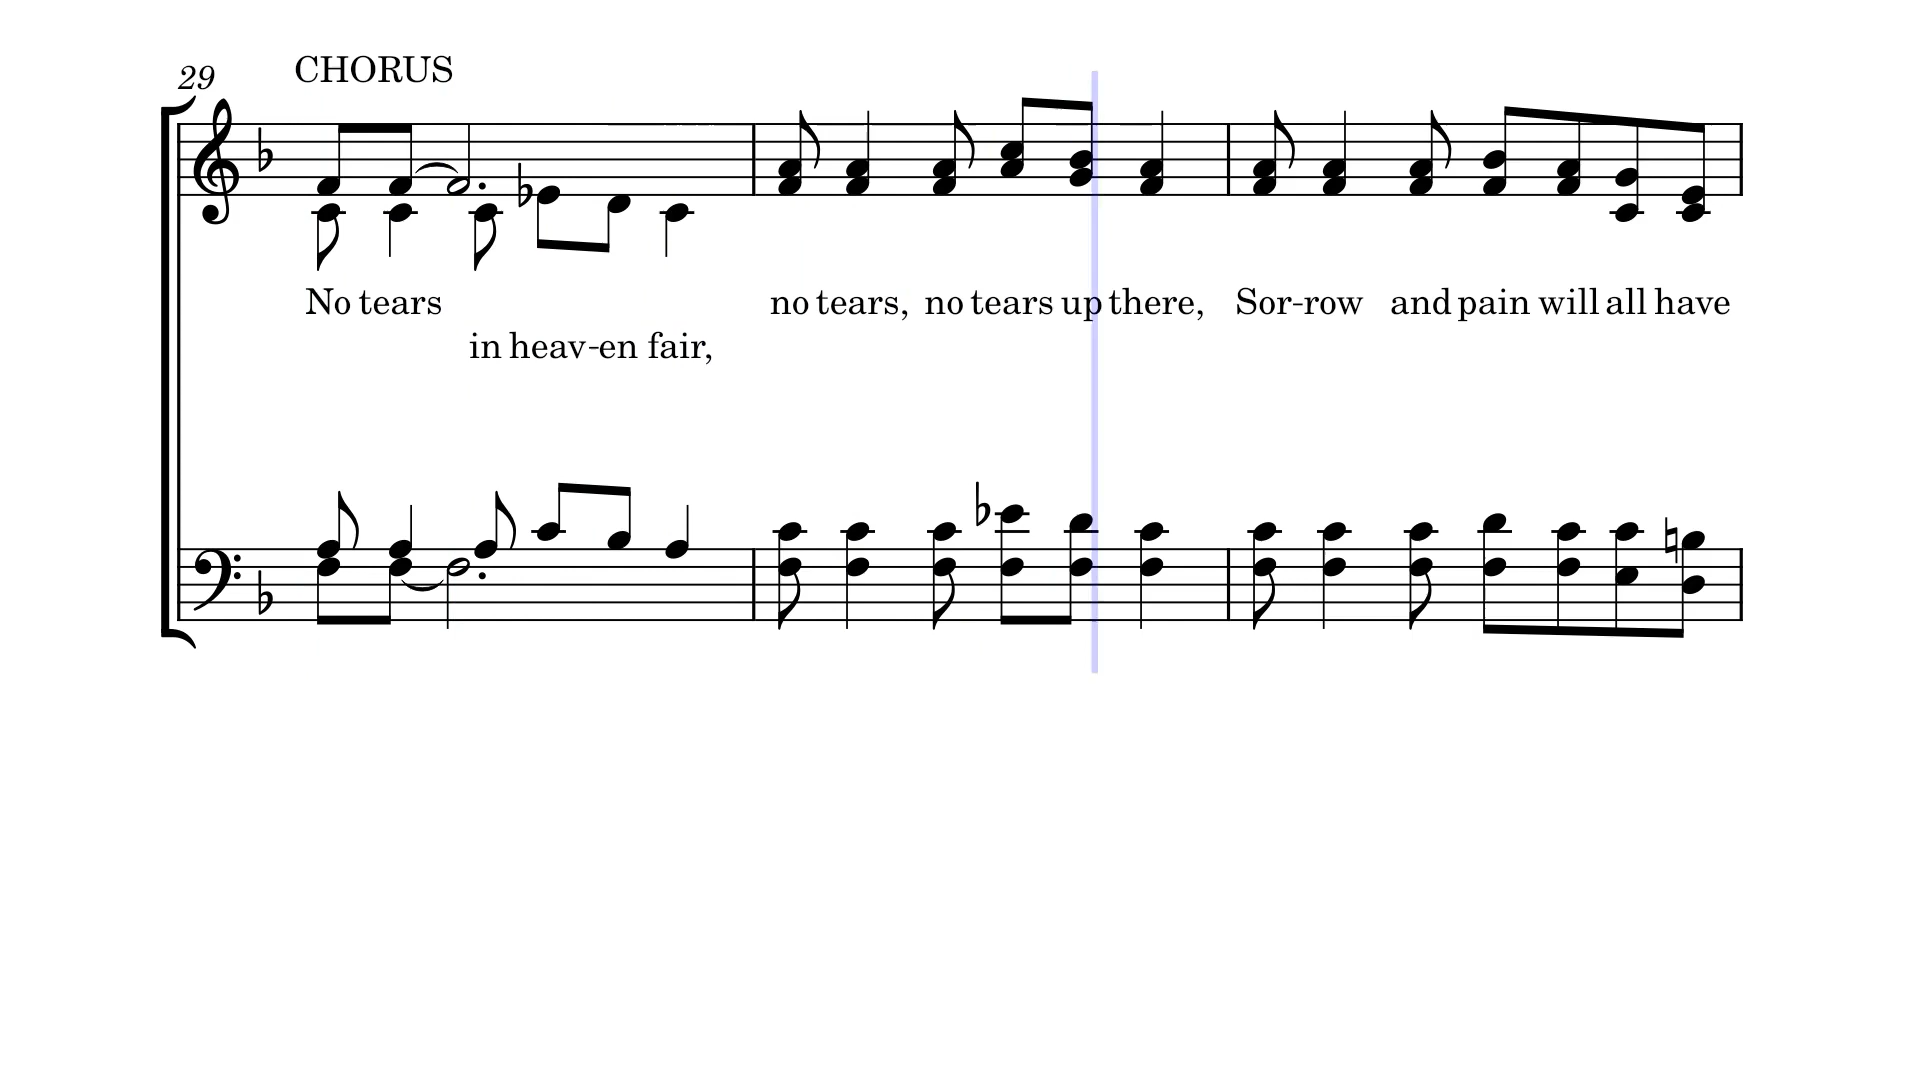 CHORUS
29
No tears no tears, no tears up there, Sor-row and pain will all have
in heav-en fair,